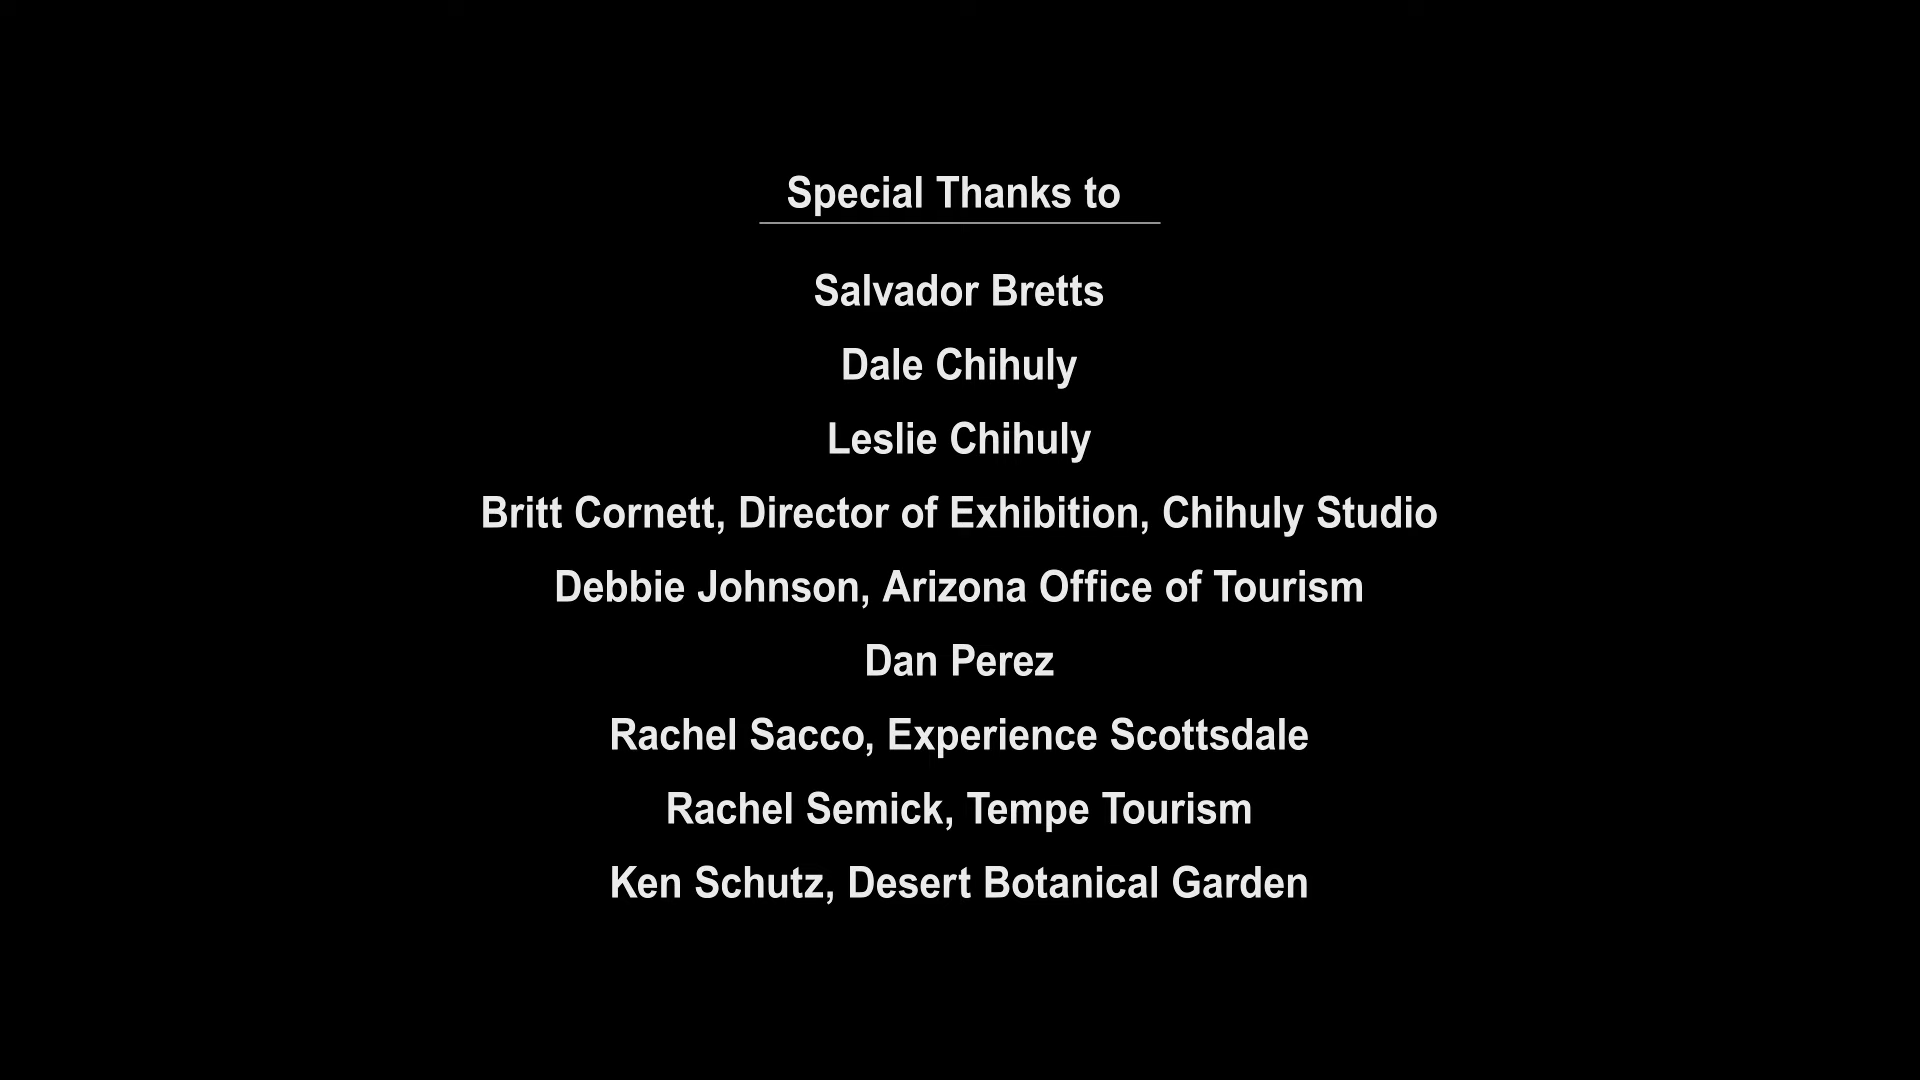 Special Thanks to
Salvador Bretts
Dale Chihuly
Leslie Chihuly
Britt Cornett, Director of Exhibition, Chihuly Studio
Debbie Johnson, Arizona Office of Tourism
Dan Perez
Rachel Sacco, Experience Scottsdale
Rachel Semick, Tempe Tourism
Ken Schutz, Desert Botanical Garden